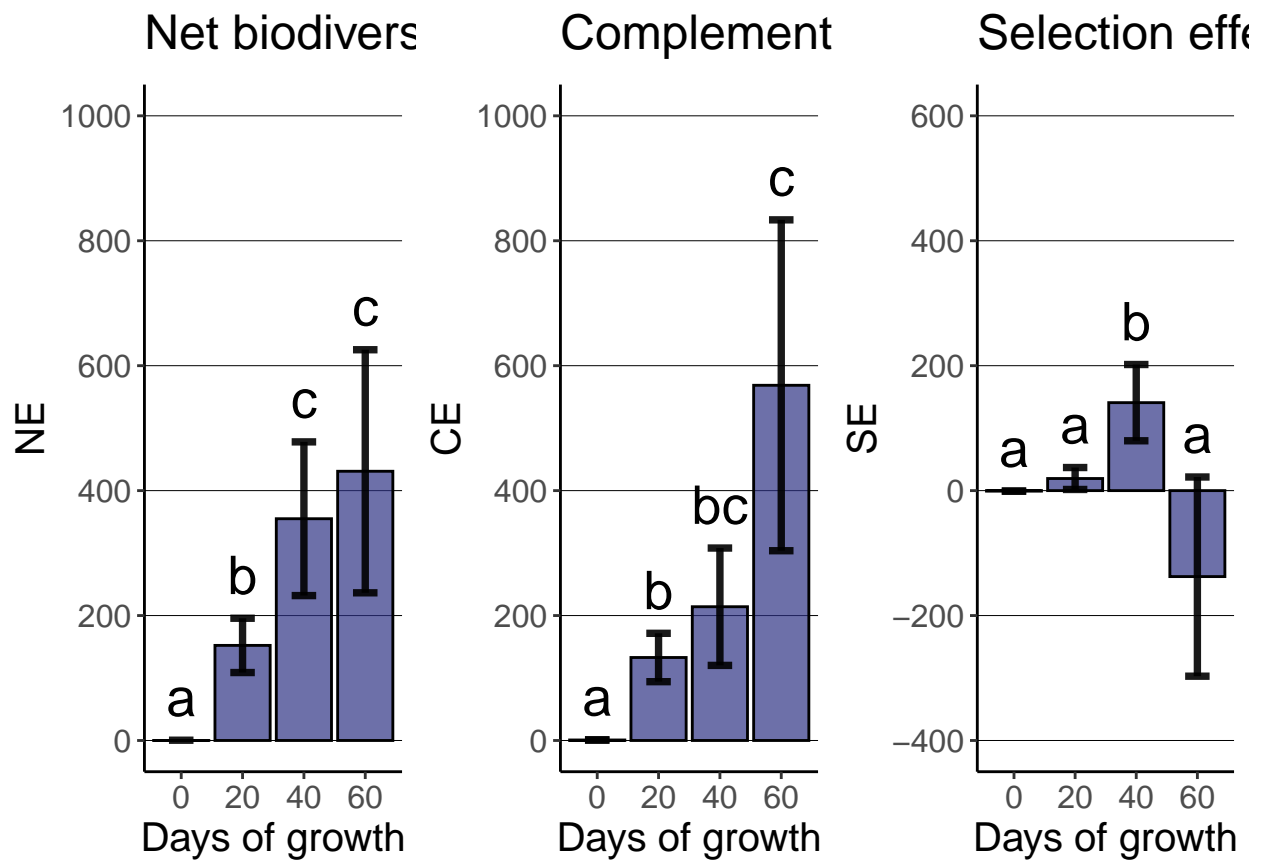 Net biodivers
Complement
Selection effe
1000
800
600
400
200
0
NE
a
b
c
c
0 20 40 60
Days of growth
1000
800
600
400
200
0
CE
a
b
bc
c
0 20 40 60
Days of growth
600
400
200
0
−200
−400
SE
a
a
b
a
0 20 40 60
Days of growth